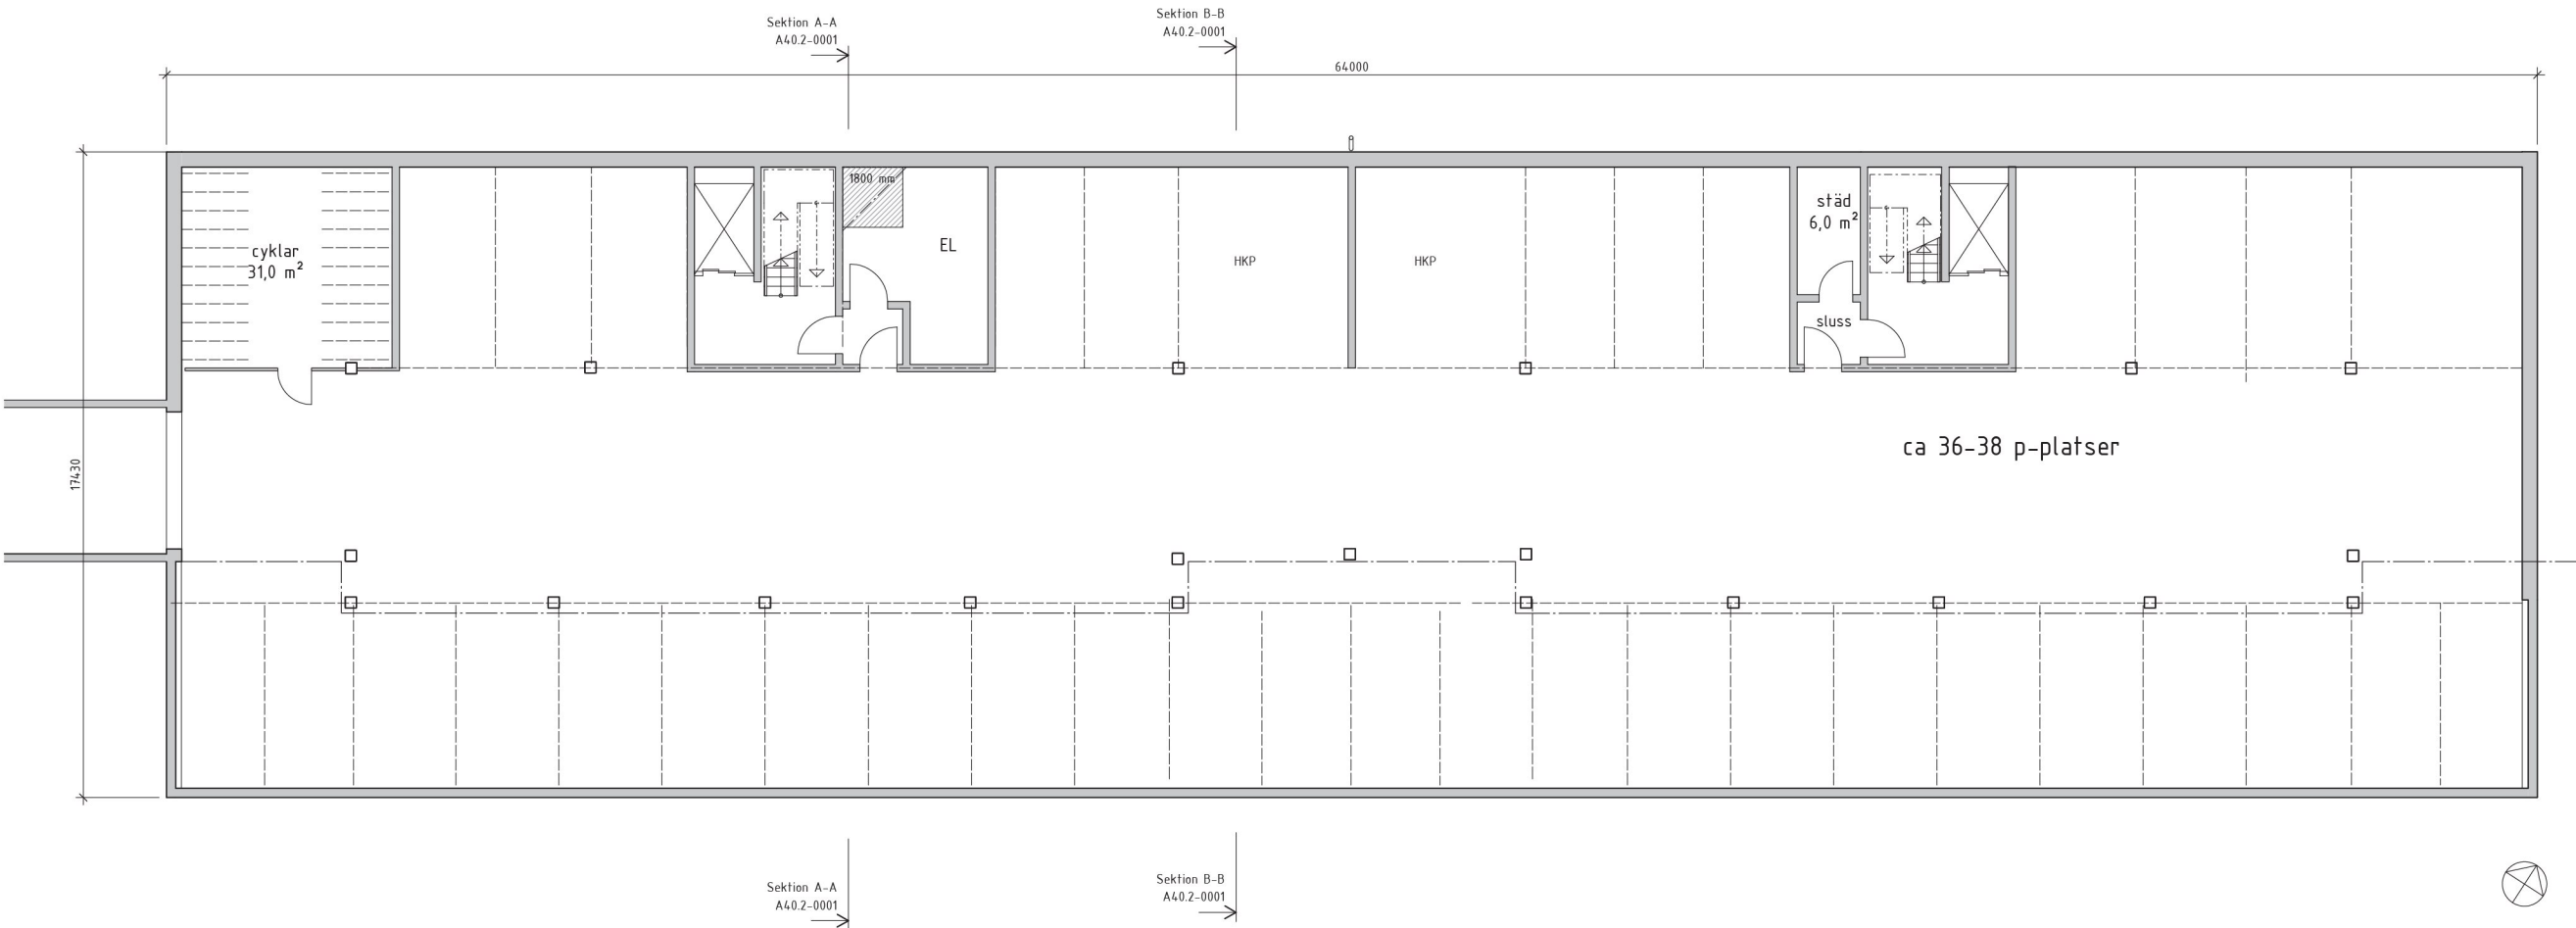 Sektion A-A
A40.2-0001
Sektion B-B
A40.2-0001
64000
17430
cyklar
31,0 m²
1800 mm
EL
HKP
HKP
städ
6,0 m²
sluss
ca 36-38 p-platser
Sektion A-A
A40.2-0001
Sektion B-B
A40.2-0001